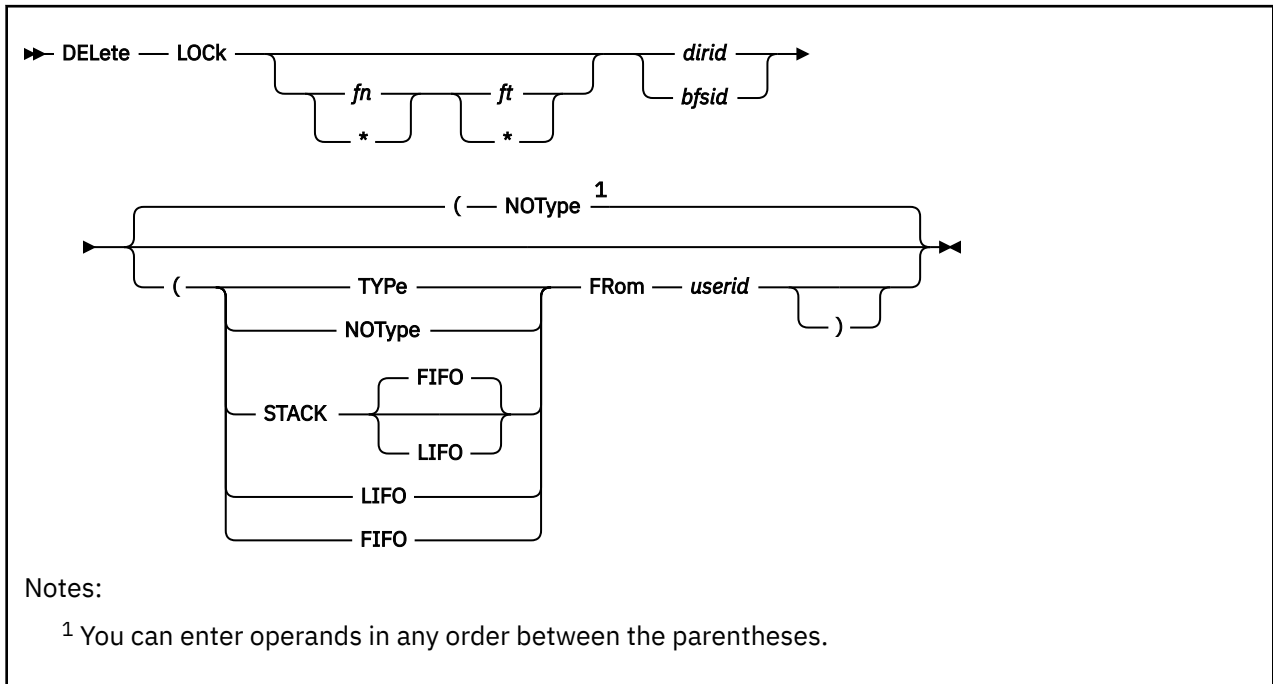 DELete LOCk dirid
fn ft bfsid
* *
( NOType 1
( TYPe FRom userid
NOType )
FIFO
STACK
LIFO
LIFO
FIFO
Notes:
1 You can enter operands in any order between the parentheses.